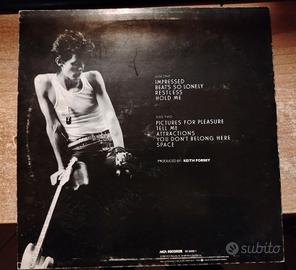 SIDE ONE
IMPRESSED
BEATS SO LONELY
RESTLESS
HOLD ME
SIDE TWO
PICTURES FOR PLEASURE
TELL ME
ATTRACTIONS
YOU DON'T BELONG HERE
SPACE
PRODUCED BY: KEITH FORSEY
MCA RECORDS
subito